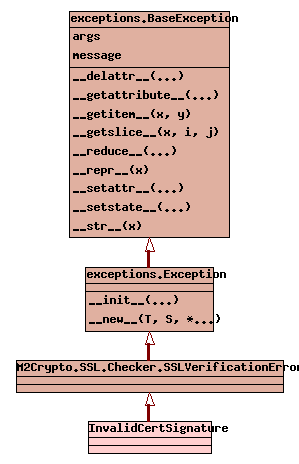 exceptions.BaseException
args
message
__delattr__(...)
__getattribute__(...)
__getitem__(x, y)
__getslice__(x, i, j)
__reduce__(...)
__repr__(x)
__setattr__(...)
__setstate__(...)
__str__(x)
exceptions.Exception
__init__(...)
__new__(T, S, *...)
M2Crypto.SSL.Checker.SSLVerificationErro
InvalidCertSignature